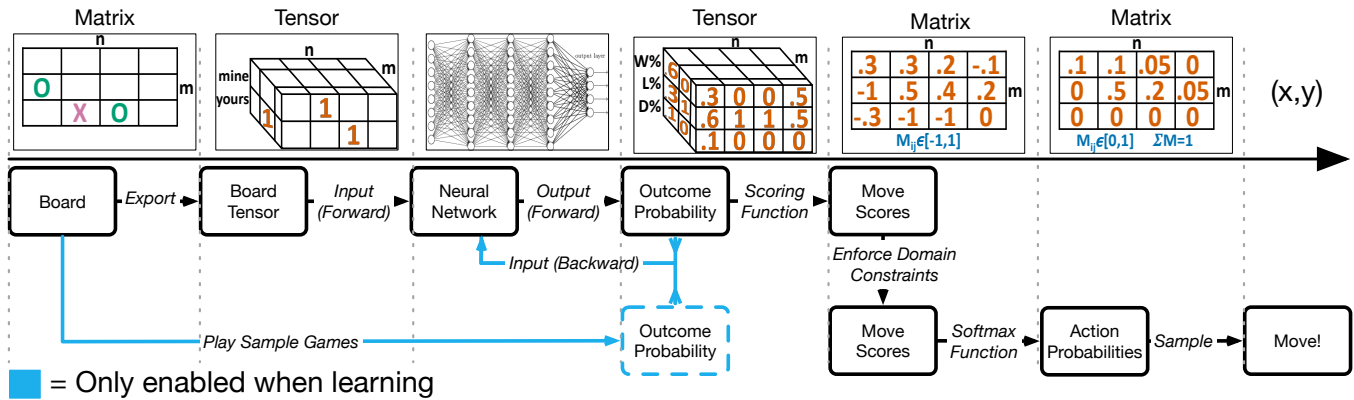 Matrix
Tensor
Tensor
Matrix
Matrix
n
m
O
X O
n
m
mine
yours
1
1
1
output layer
n
m
W%
L%
D%
.6 0
.3 1
.1 0
.3 0 0 .5
.6 1 1 .5
.1 0 0 0
n
m
.3 .3 .2 -.1
-1 .5 .4 .2
-.3 -1 -1 0
Mijϵ[-1,1]
n
m
.1 .1 .05 0
0 .5 .2 .05
0 0 0 0
Mijϵ[0,1] ΣM=1
(x,y)
Board
Export
Board
Tensor
Input
(Forward)
Neural
Network
Output
(Forward)
Outcome
Probability
Scoring
Function
Move
Scores
Input (Backward)
Enforce Domain
Constraints
Play Sample Games
Outcome
Probability
Move
Scores
Softmax
Function
Action
Probabilities
Sample
Move!
= Only enabled when learning